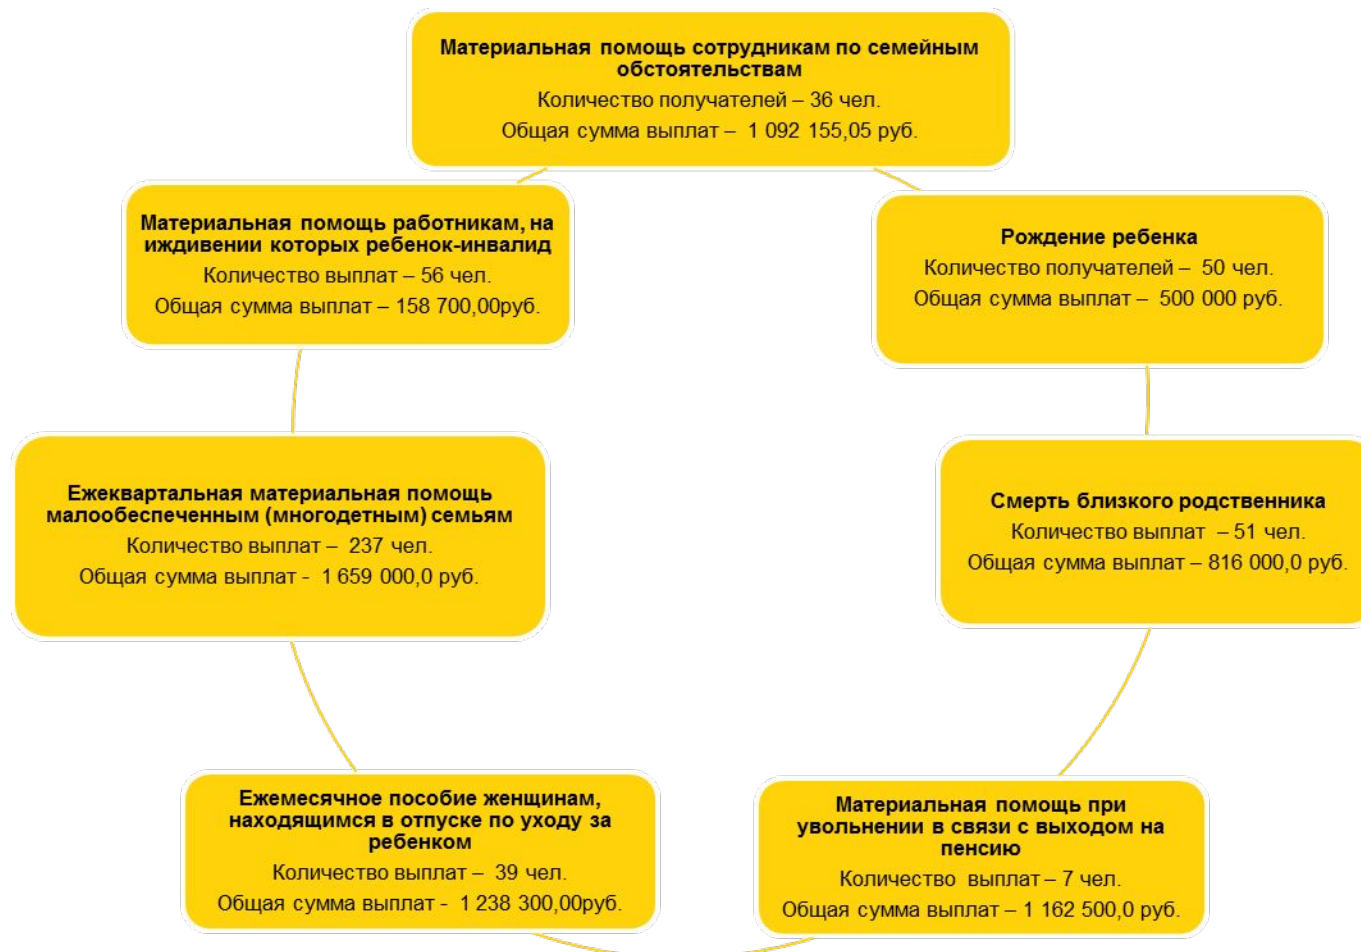 Материальная помощь сотрудникам по семейным
обстоятельствам
Количество получателей – 36 чел.
Общая сумма выплат – 1 092 155,05 руб.
Рождение ребенка
Количество получателей – 50 чел.
Общая сумма выплат – 500 000 руб.
Смерть близкого родственника
Количество выплат – 51 чел.
Общая сумма выплат – 816 000,0 руб.
Материальная помощь при
увольнении в связи с выходом на
пенсию
Количество выплат – 7 чел.
Общая сумма выплат – 1 162 500,0 руб.
Ежемесячное пособие женщинам,
находящимся в отпуске по уходу за
ребенком
Количество выплат – 39 чел.
Общая сумма выплат - 1 238 300,00руб.
Ежеквартальная материальная помощь
малообеспеченным (многодетным) семьям
Количество выплат – 237 чел.
Общая сумма выплат - 1 659 000,0 руб.
Материальная помощь работникам, на
иждивении которых ребенок-инвалид
Количество выплат – 56 чел.
Общая сумма выплат – 158 700,00руб.